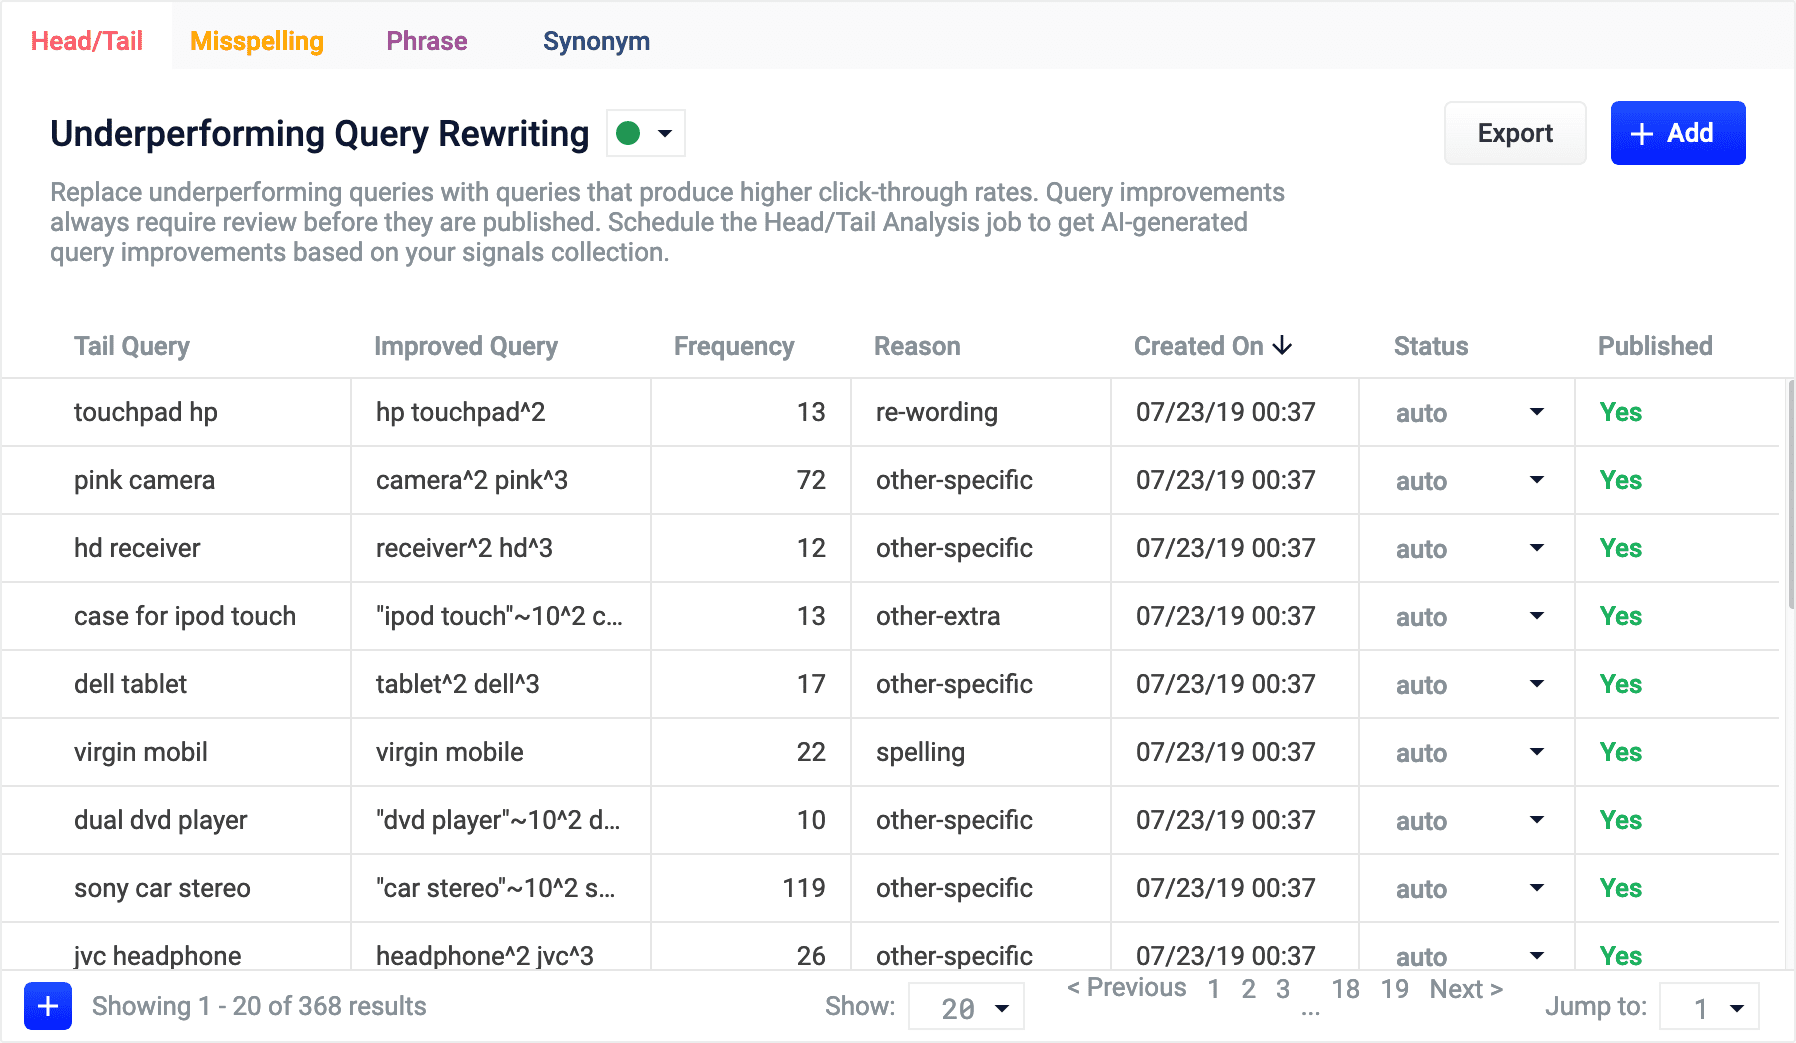 Head/Tail Misspelling Phrase Synonym
Underperforming Query Rewriting
Export + Add
Replace underperforming queries with queries that produce higher click-through rates. Query improvements
always require review before they are published. Schedule the Head/Tail Analysis job to get AI-generated
query improvements based on your signals collection.
Tail Query Improved Query Frequency Reason Created On Status Published
touchpad hp hp touchpad^2 13 re-wording 07/23/19 00:37 auto Yes
pink camera camera^2 pink^3 72 other-specific 07/23/19 00:37 auto Yes
hd receiver receiver^2 hd^3 12 other-specific 07/23/19 00:37 auto Yes
case for ipod touch "ipod touch"~10^2 c... 13 other-extra 07/23/19 00:37 auto Yes
dell tablet tablet^2 dell^3 17 other-specific 07/23/19 00:37 auto Yes
virgin mobil virgin mobile 22 spelling 07/23/19 00:37 auto Yes
dual dvd player "dvd player"~10^2 d... 10 other-specific 07/23/19 00:37 auto Yes
sony car stereo "car stereo"~10^2 s... 119 other-specific 07/23/19 00:37 auto Yes
jvc headphone headphone^2 jvc^3 26 other-specific 07/23/19 00:37 auto Yes
+ Showing 1 - 20 of 368 results Show: 20 < Previous 1 2 3 ... 18 19 Next > Jump to: 1